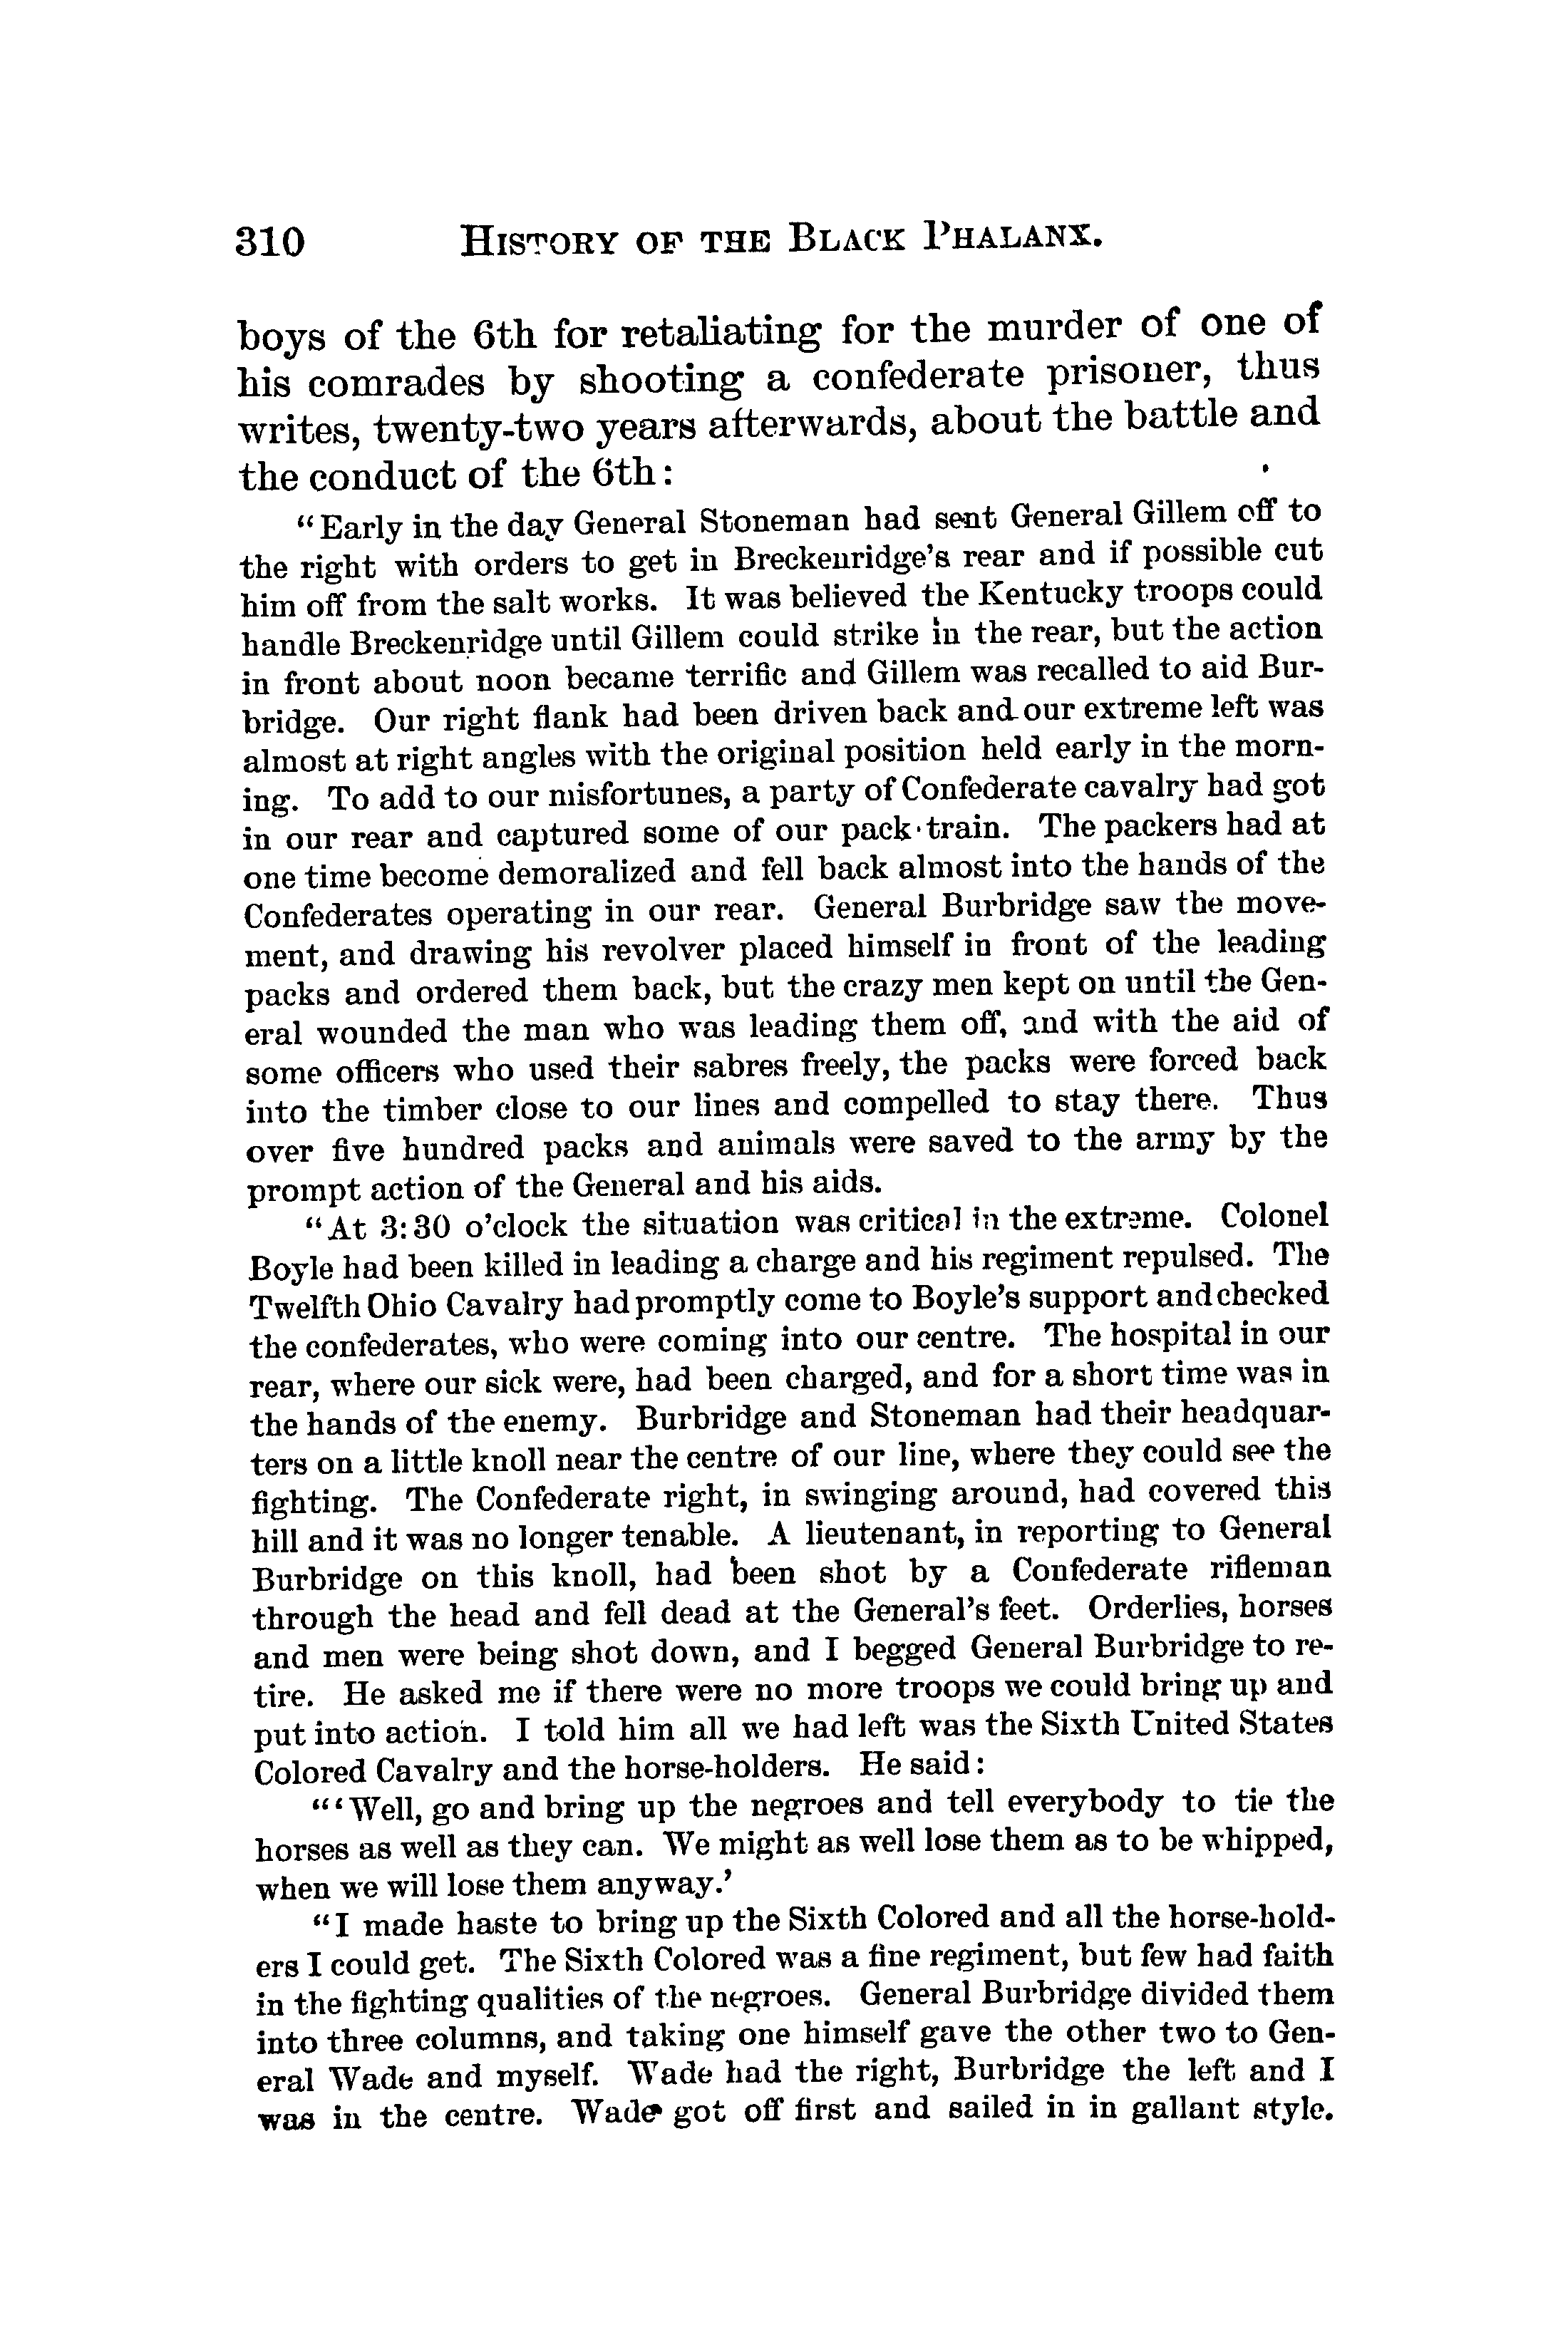 310 HISTORY OF THE BLACK PHALANX.
boys of the 6th for retaliating for the murder of one of
his comrades by shooting a confederate prisoner, thus
writes, twenty-two years afterwards, about the battle and
the conduct of the 6th:
"Early in the day General Stoneman had sent General Gillem off to
the right with orders to get in Breckenridge's rear and if possible cut
him off from the salt works. It was believed the Kentucky troops could
handle Breckenridge until Gillem could strike in the rear, but the action
in front about noon became terrific and Gillem was recalled to aid Bur-
bridge. Our right flank had been driven back and our extreme left was
almost at right angles with the original position held early in the morn-
ing. To add to our misfortunes, a party of Confederate cavalry had got
in our rear and captured some of our pack-train. The packers had at
one time become demoralized and fell back almost into the hands of the
Confederates operating in our rear. General Burbridge saw the move-
ment, and drawing his revolver placed himself in front of the leading
packs and ordered them back, but the crazy men kept on until the Gen-
eral wounded the man who was leading them off, and with the aid of
some officers who used their sabres freely, the packs were forced back
into the timber close to our lines and compelled to stay there. Thus
over five hundred packs and animals were saved to the army by the
prompt action of the General and his aids.
"At 3:30 o'clock the situation was critical in the extreme. Colonel
Boyle had been killed in leading a charge and his regiment repulsed. The
Twelfth Ohio Cavalry had promptly come to Boyle's support and checked
the confederates, who were coming into our centre. The hospital in our
rear, where our sick were, had been charged, and for a short time was in
the hands of the enemy. Burbridge and Stoneman had their headquar-
ters on a little knoll near the centre of our line, where they could see the
fighting. The Confederate right, in swinging around, had covered this
hill and it was no longer tenable. A lieutenant, in reporting to General
Burbridge on this knoll, had been shot by a Confederate rifleman
through the head and fell dead at the General's feet. Orderlies, horses
and men were being shot down, and I begged General Burbridge to re-
tire. He asked me if there were no more troops we could bring up and
put into action. I told him all we had left was the Sixth United States
Colored Cavalry and the horse-holders. He said:
"'Well, go and bring up the negroes and tell everybody to tie the
horses as well as they can. We might as well lose them as to be whipped,
when we will lose them anyway.'
"I made haste to bring up the Sixth Colored and all the horse-hold-
ers I could get. The Sixth Colored was a fine regiment, but few had faith
in the fighting qualities of the negroes. General Burbridge divided them
into three columns, and taking one himself gave the other two to Gen-
eral Wade and myself. Wade had the right, Burbridge the left and I
was in the centre. Wade got off first and sailed in in gallant style.